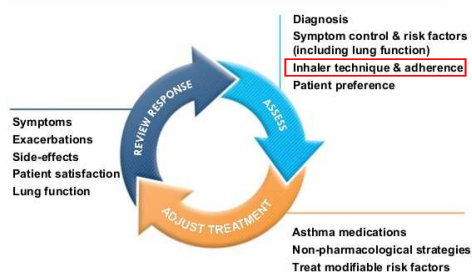 Diagnosis
Symptom control & risk factors
(including lung function)
Inhaler technique & adherence
Patient preference
REVIEW RESPONSE
ASSESS
ADJUST TREATMENT
Symptoms
Exacerbations
Side-effects
Patient satisfaction
Lung function
Asthma medications
Non-pharmacological strategies
Treat modifiable risk factors